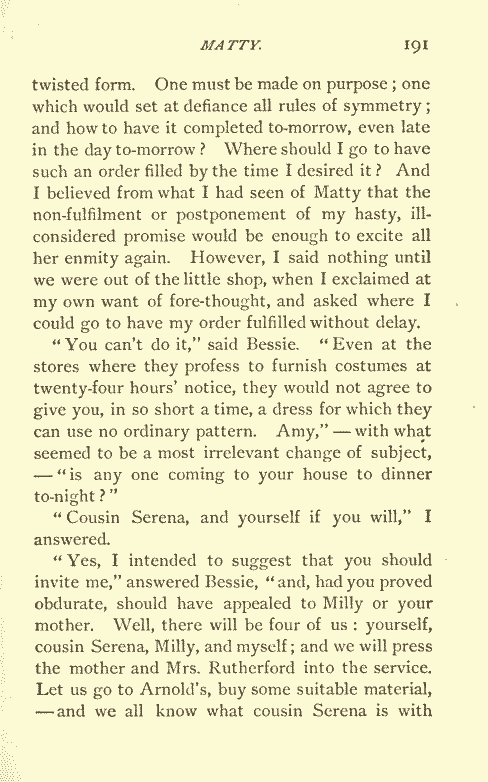 MATTY. 191
twisted form. One must be made on purpose; one
which would set at defiance all rules of symmetry;
and how to have it completed to-morrow, even late
in the day to-morrow? Where should I go to have
such an order filled by the time I desired it? And
I believed from what I had seen of Matty that the
non-fulfilment or postponement of my hasty, ill-
considered promise would be enough to excite all
her enmity again. However, I said nothing until
we were out of the little shop, when I exclaimed at
my own want of fore-thought, and asked where I
could go to have my order fulfilled without delay.
"You can't do it," said Bessie. "Even at the
stores where they profess to furnish costumes at
twenty-four hours' notice, they would not agree to
give you, in so short a time, a dress for which they
can use no ordinary pattern. Amy,"—with what
seemed to be a most irrelevant change of subject,
—"is any one coming to your house to dinner
to-night?"
"Cousin Serena, and yourself if you will," I
answered.
"Yes, I intended to suggest that you should
invite me," answered Bessie, "and, had you proved
obdurate, should have appealed to Milly or your
mother. Well, there will be four of us: yourself,
cousin Serena, Milly, and myself; and we will press
the mother and Mrs. Rutherford into the service.
Let us go to Arnold's, buy some suitable material,
—and we all know what cousin Serena is with